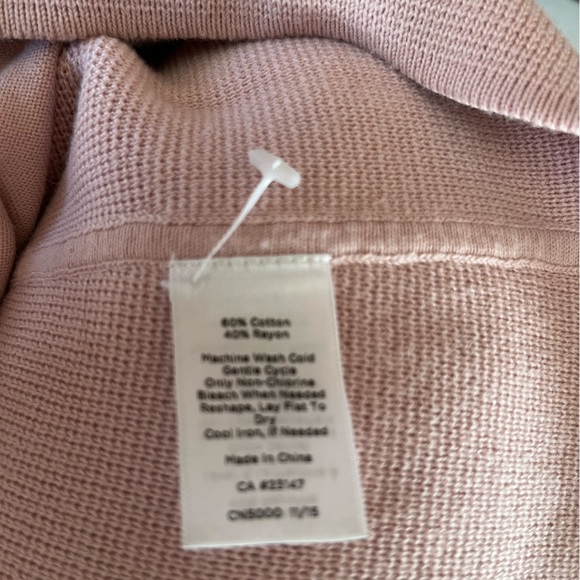 60% Cotton
40% Rayon
Machine Wash Cold
Gentle Cycle
Only Non-Chlorine
Bleach When Needed
Reshape, Lay Flat To
Dry
Cool Iron, If Needed
Made In China
CA #23147
CN5000 11/15